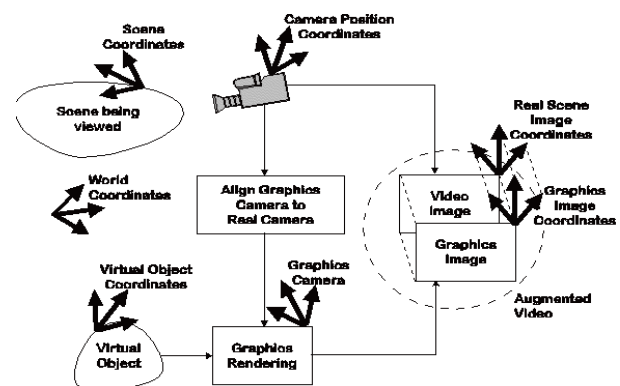 Scene
Coordinates
Camera Position
Coordinates
Scene being
viewed
Real Scene
Image
Coordinates
World
Coordinates
Align Graphics
Camera to
Real Camera
Video
Image
Graphics
Image
Coordinates
Graphics
Image
Virtual Object
Coordinates
Graphics
Camera
Augmented
Video
Virtual
Object
Graphics
Rendering